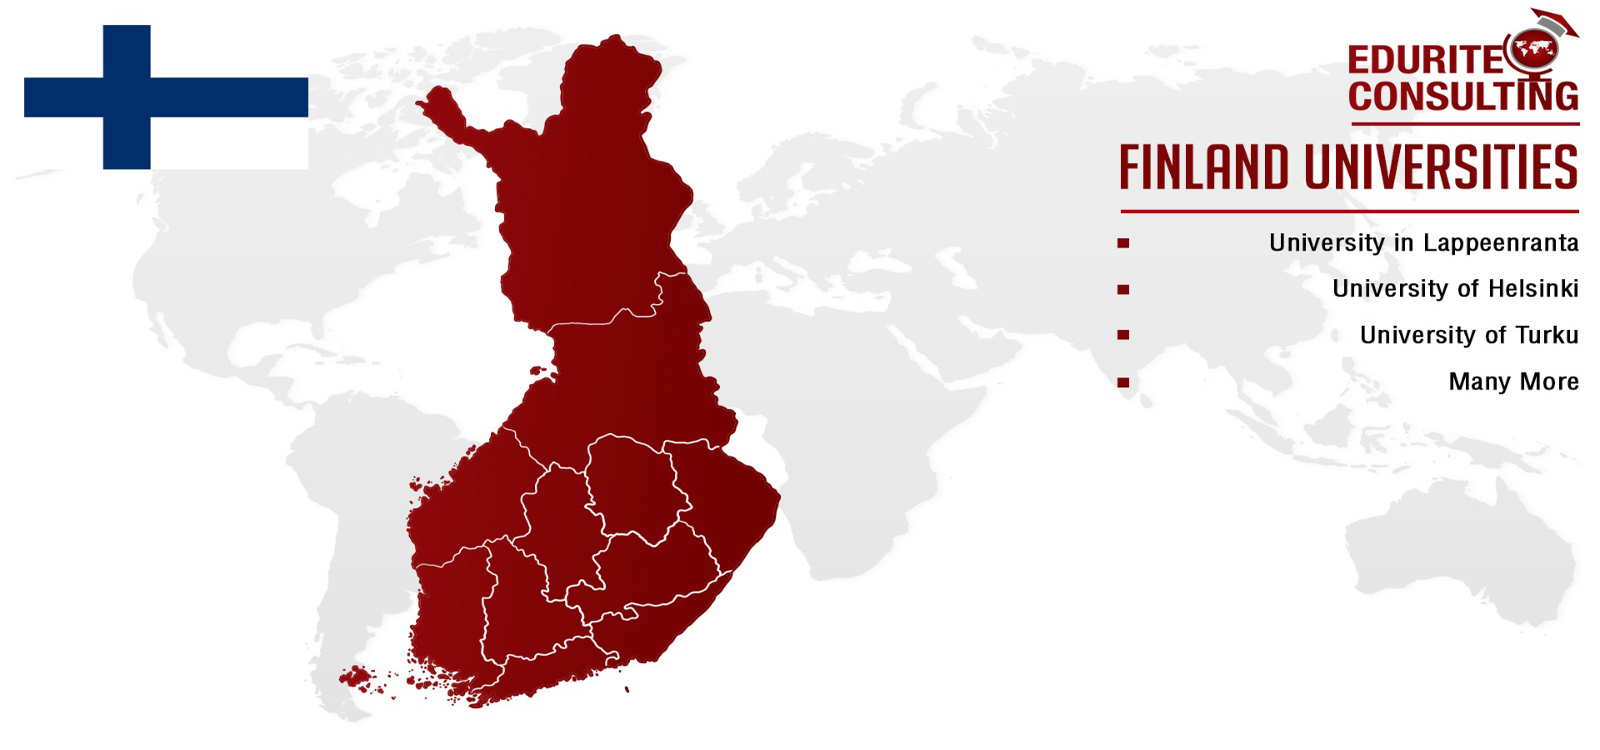 EDURITE
CONSULTING
FINLAND UNIVERSITIES
University in Lappeenranta
University of Helsinki
University of Turku
Many More